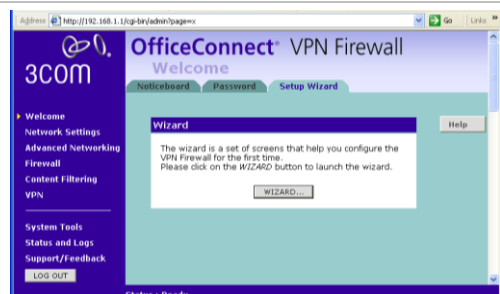 Address http://192.168.1.1/cgi-bin/admin?page=x Go Links »
3COM
OfficeConnect VPN Firewall
Welcome
Noticeboard Password Setup Wizard
Welcome
Network Settings
Advanced Networking
Firewall
Content Filtering
VPN
System Tools
Status and Logs
Support/Feedback
LOG OUT
Wizard
The wizard is a set of screens that help you configure the
VPN Firewall for the first time.
Please click on the WIZARD button to launch the wizard.
WIZARD...
Help
Status : Ready